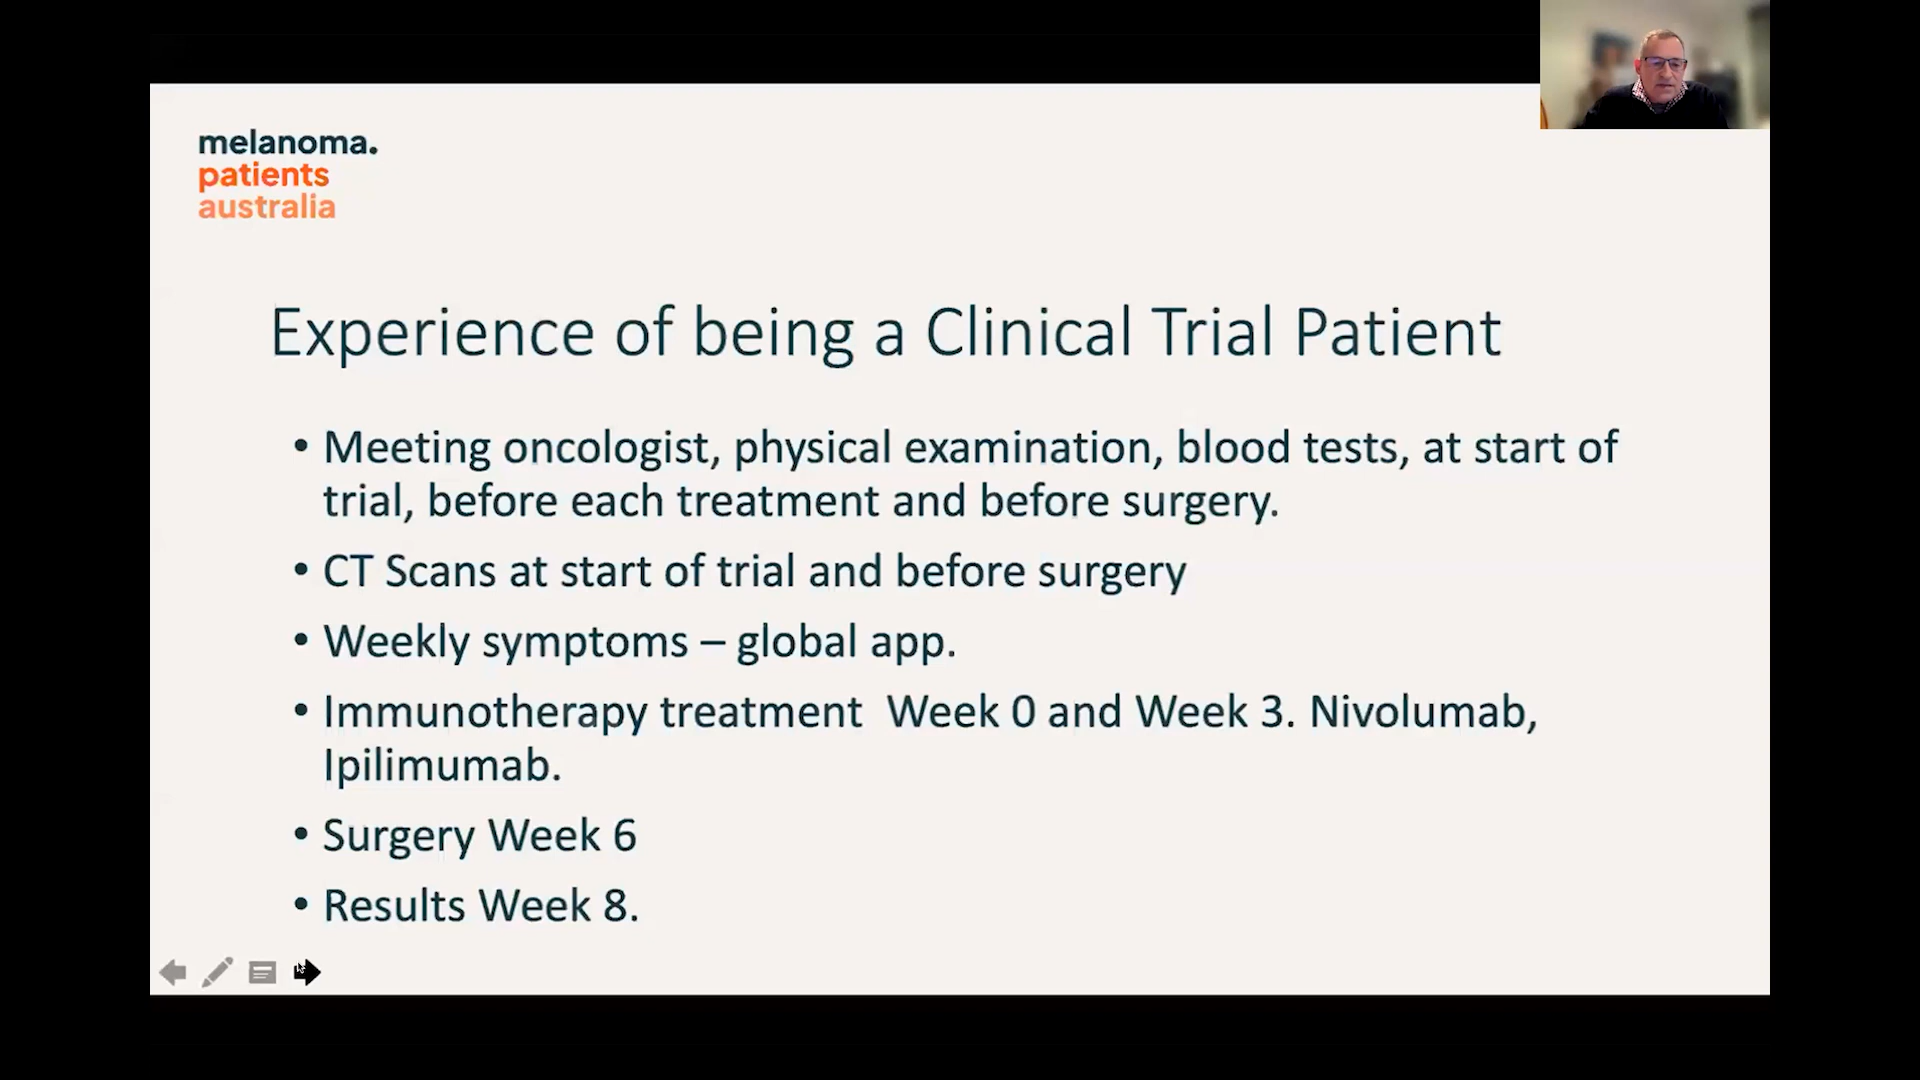 melanoma.
patients
australia
Experience of being a Clinical Trial Patient
• Meeting oncologist, physical examination, blood tests, at start of
trial, before each treatment and before surgery.
• CT Scans at start of trial and before surgery
• Weekly symptoms – global app.
• Immunotherapy treatment  Week 0 and Week 3. Nivolumab,
Ipilimumab.
• Surgery Week 6
• Results Week 8.